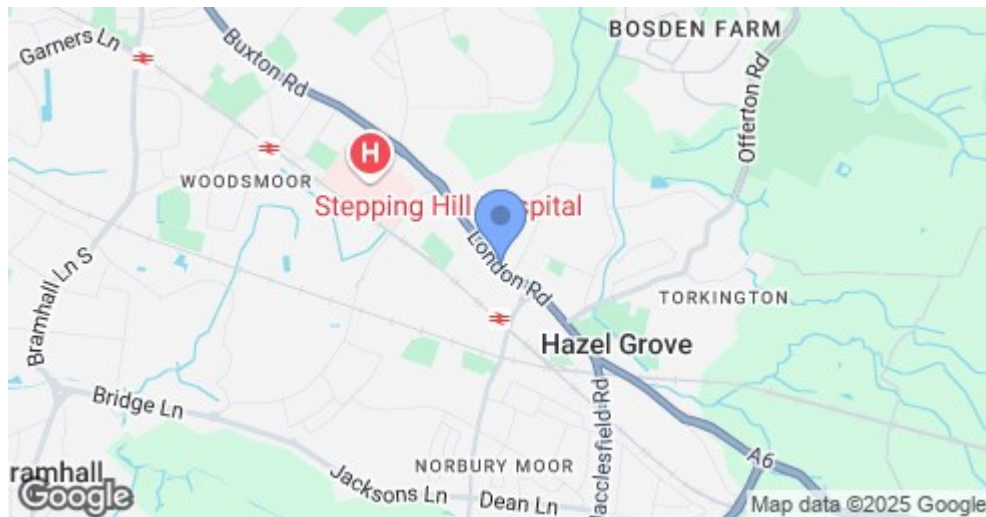 Garners Ln
Buxton Rd
BOSDEN FARM
Offerton Rd
H
WOODSMOOR
Stepping Hill
spital
London Rd
Bramhall Ln S
TORKINGTON
Hazel Grove
Bridge Ln
Macclesfield Rd
A6
NORBURY MOOR
ramhall
Jacksons Ln
Dean Ln
Google
Map data ©2025 Google